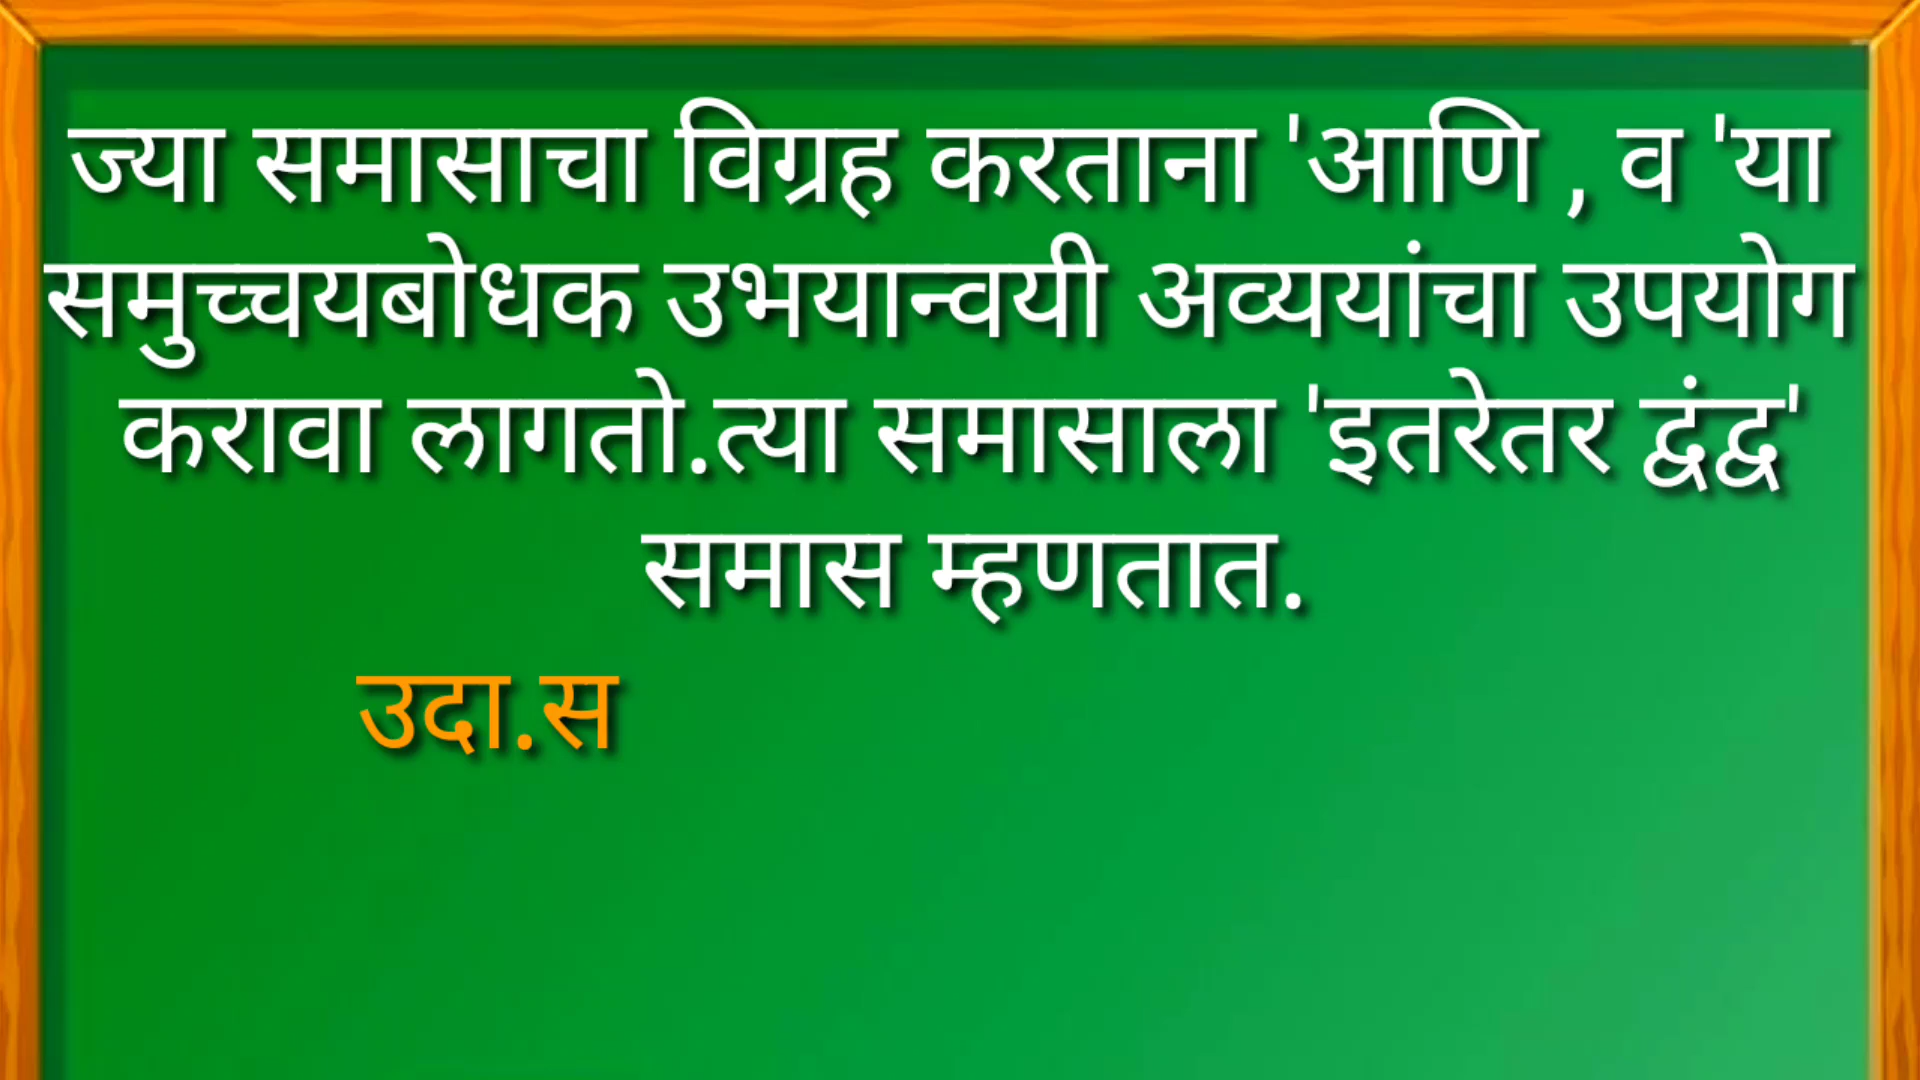 ज्या समासाचा विग्रह करताना 'आणि , व 'या
समुच्चयबोधक उभयान्वयी अव्ययांचा उपयोग
करावा लागतो.त्या समासाला 'इतरेतर द्वंद्व'
समास म्हणतात.
उदा.स